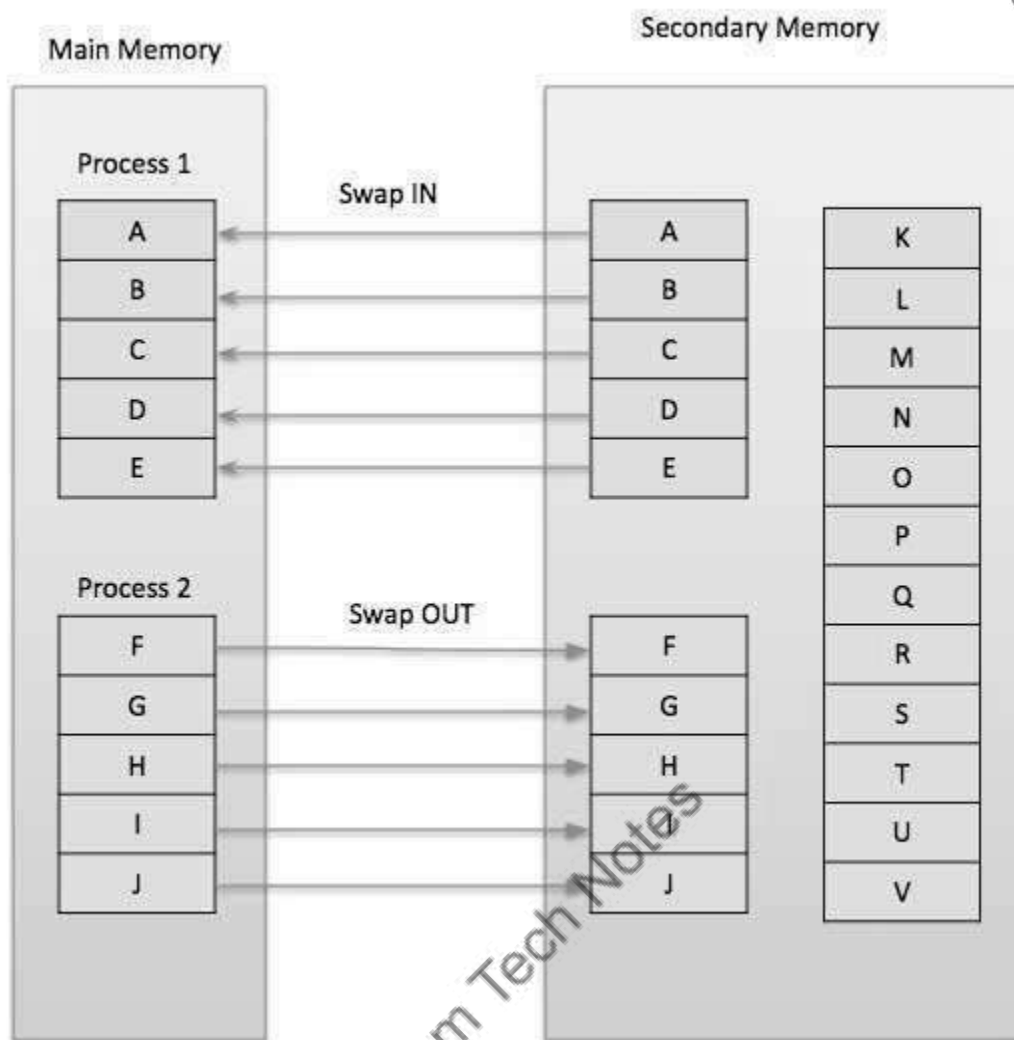 Main Memory
Secondary Memory
Process 1
Swap IN
A
B
C
D
E
Process 2
Swap OUT
F
G
H
I
J
A
B
C
D
E
F
G
H
I
J
K
L
M
N
O
P
Q
R
S
T
U
V
Tech Notes